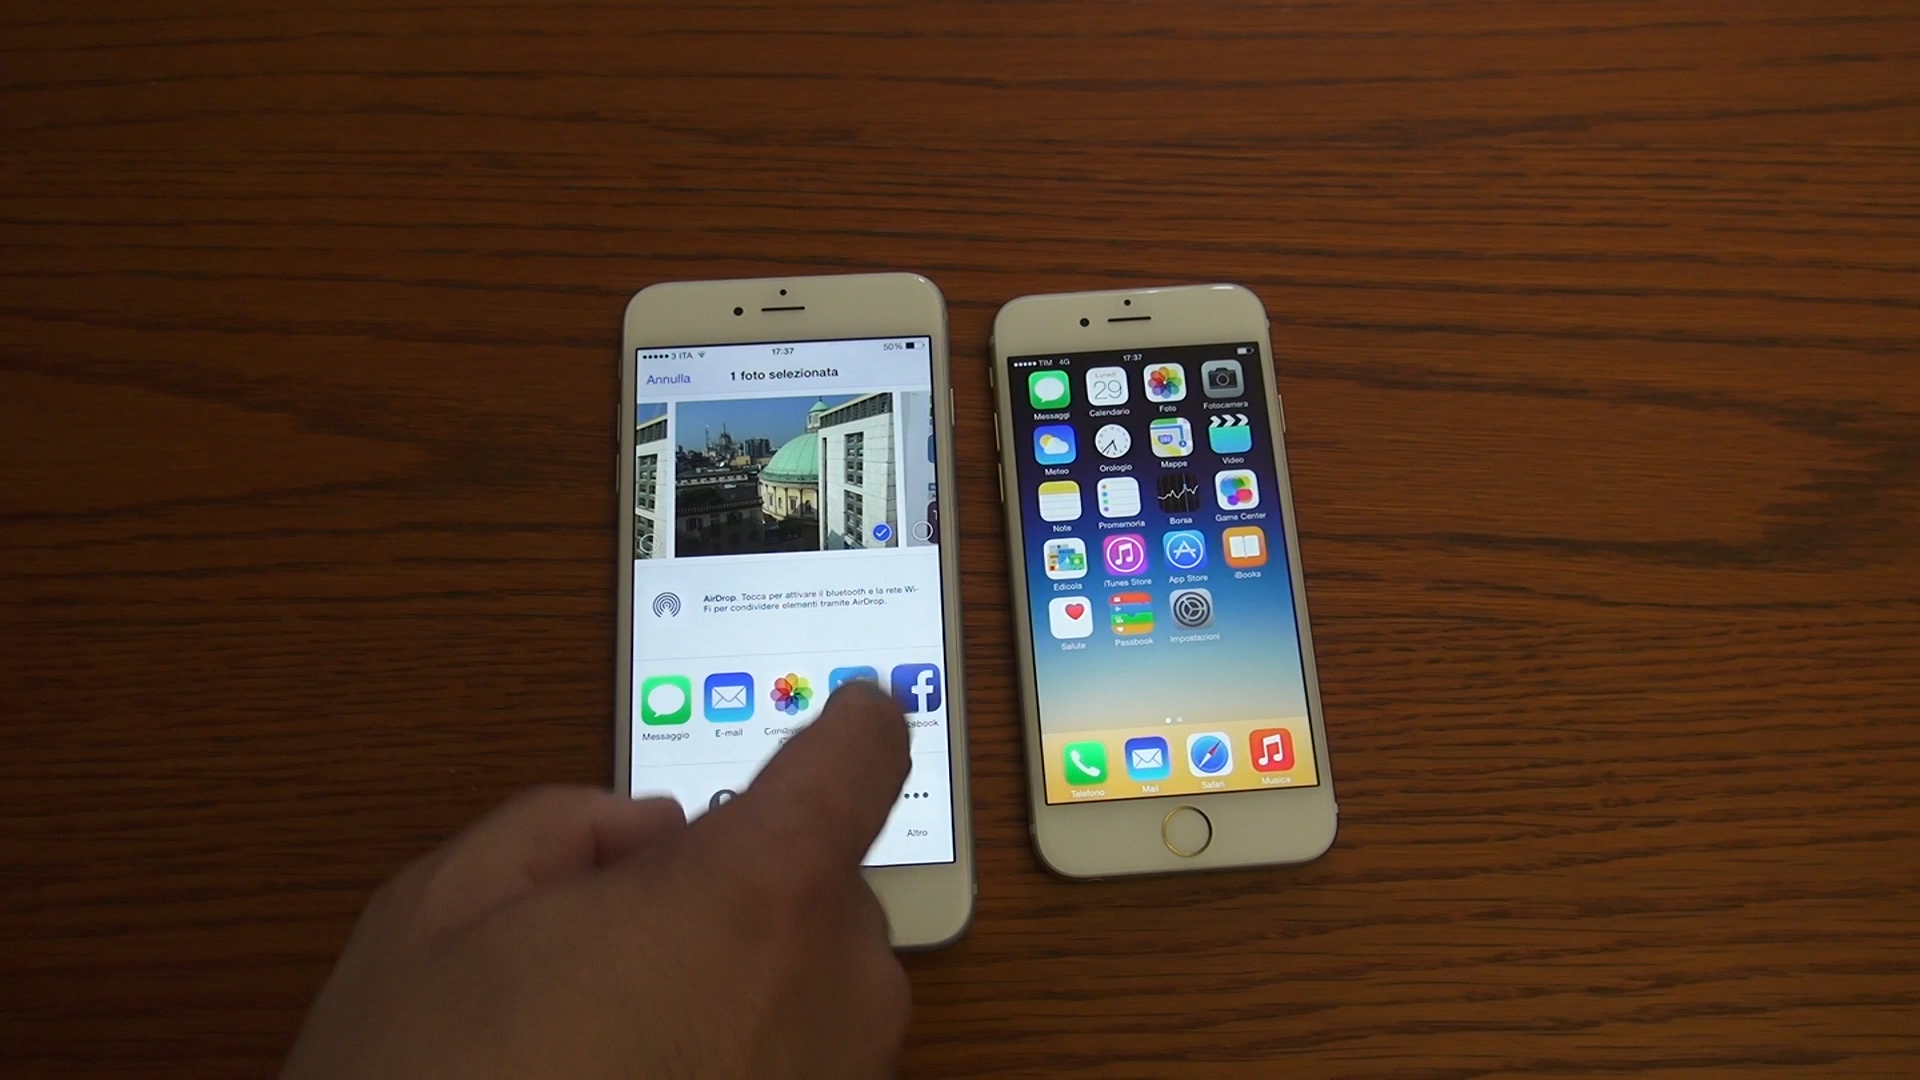 3 ITA 17:37 50%
Annulla 1 foto selezionata
AirDrop. Tocca per attivare il bluetooth e la rete Wi-
Fi per condividere elementi tramite AirDrop.
Messaggio E-mail
Altro
TIM 4G 17:37
Lunedì
29
Messaggi Calendario Foto Fotocamera
Meteo Orologio Mappe Video
Note Promemoria Borsa Game Center
Edicola iTunes Store App Store iBooks
Salute Passbook Impostazioni
Telefono Mail Safari Musica